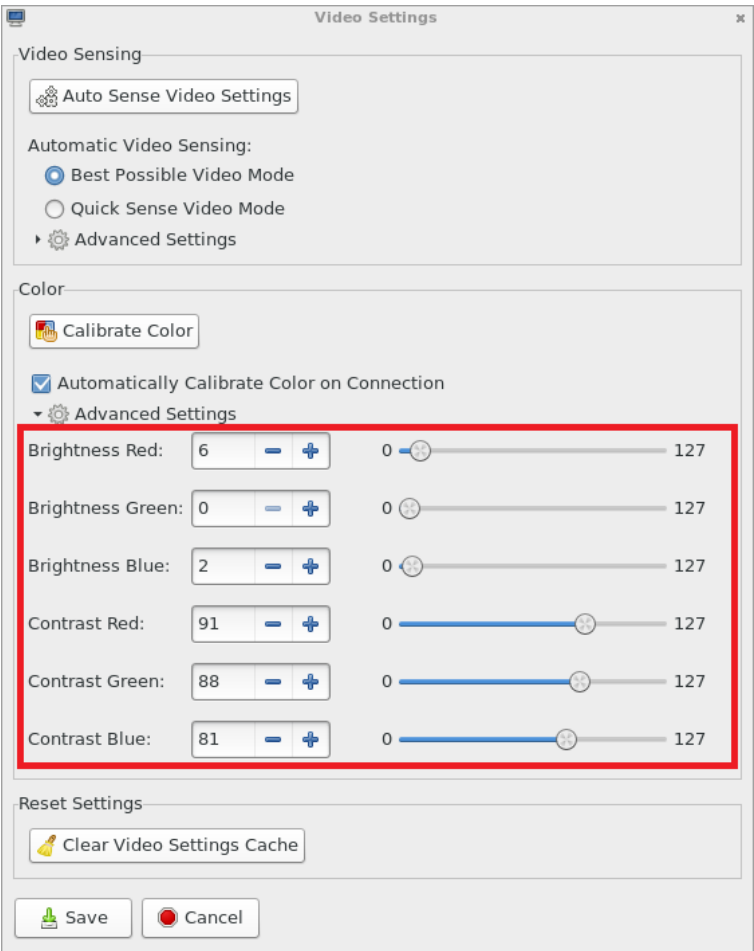 Video Settings
Video Sensing
Auto Sense Video Settings
Automatic Video Sensing:
Best Possible Video Mode
Quick Sense Video Mode
Advanced Settings
Color
Calibrate Color
Automatically Calibrate Color on Connection
Advanced Settings
Brightness Red: 6 0 127
Brightness Green: 0 0 127
Brightness Blue: 2 0 127
Contrast Red: 91 0 127
Contrast Green: 88 0 127
Contrast Blue: 81 0 127
Reset Settings
Clear Video Settings Cache
Save Cancel